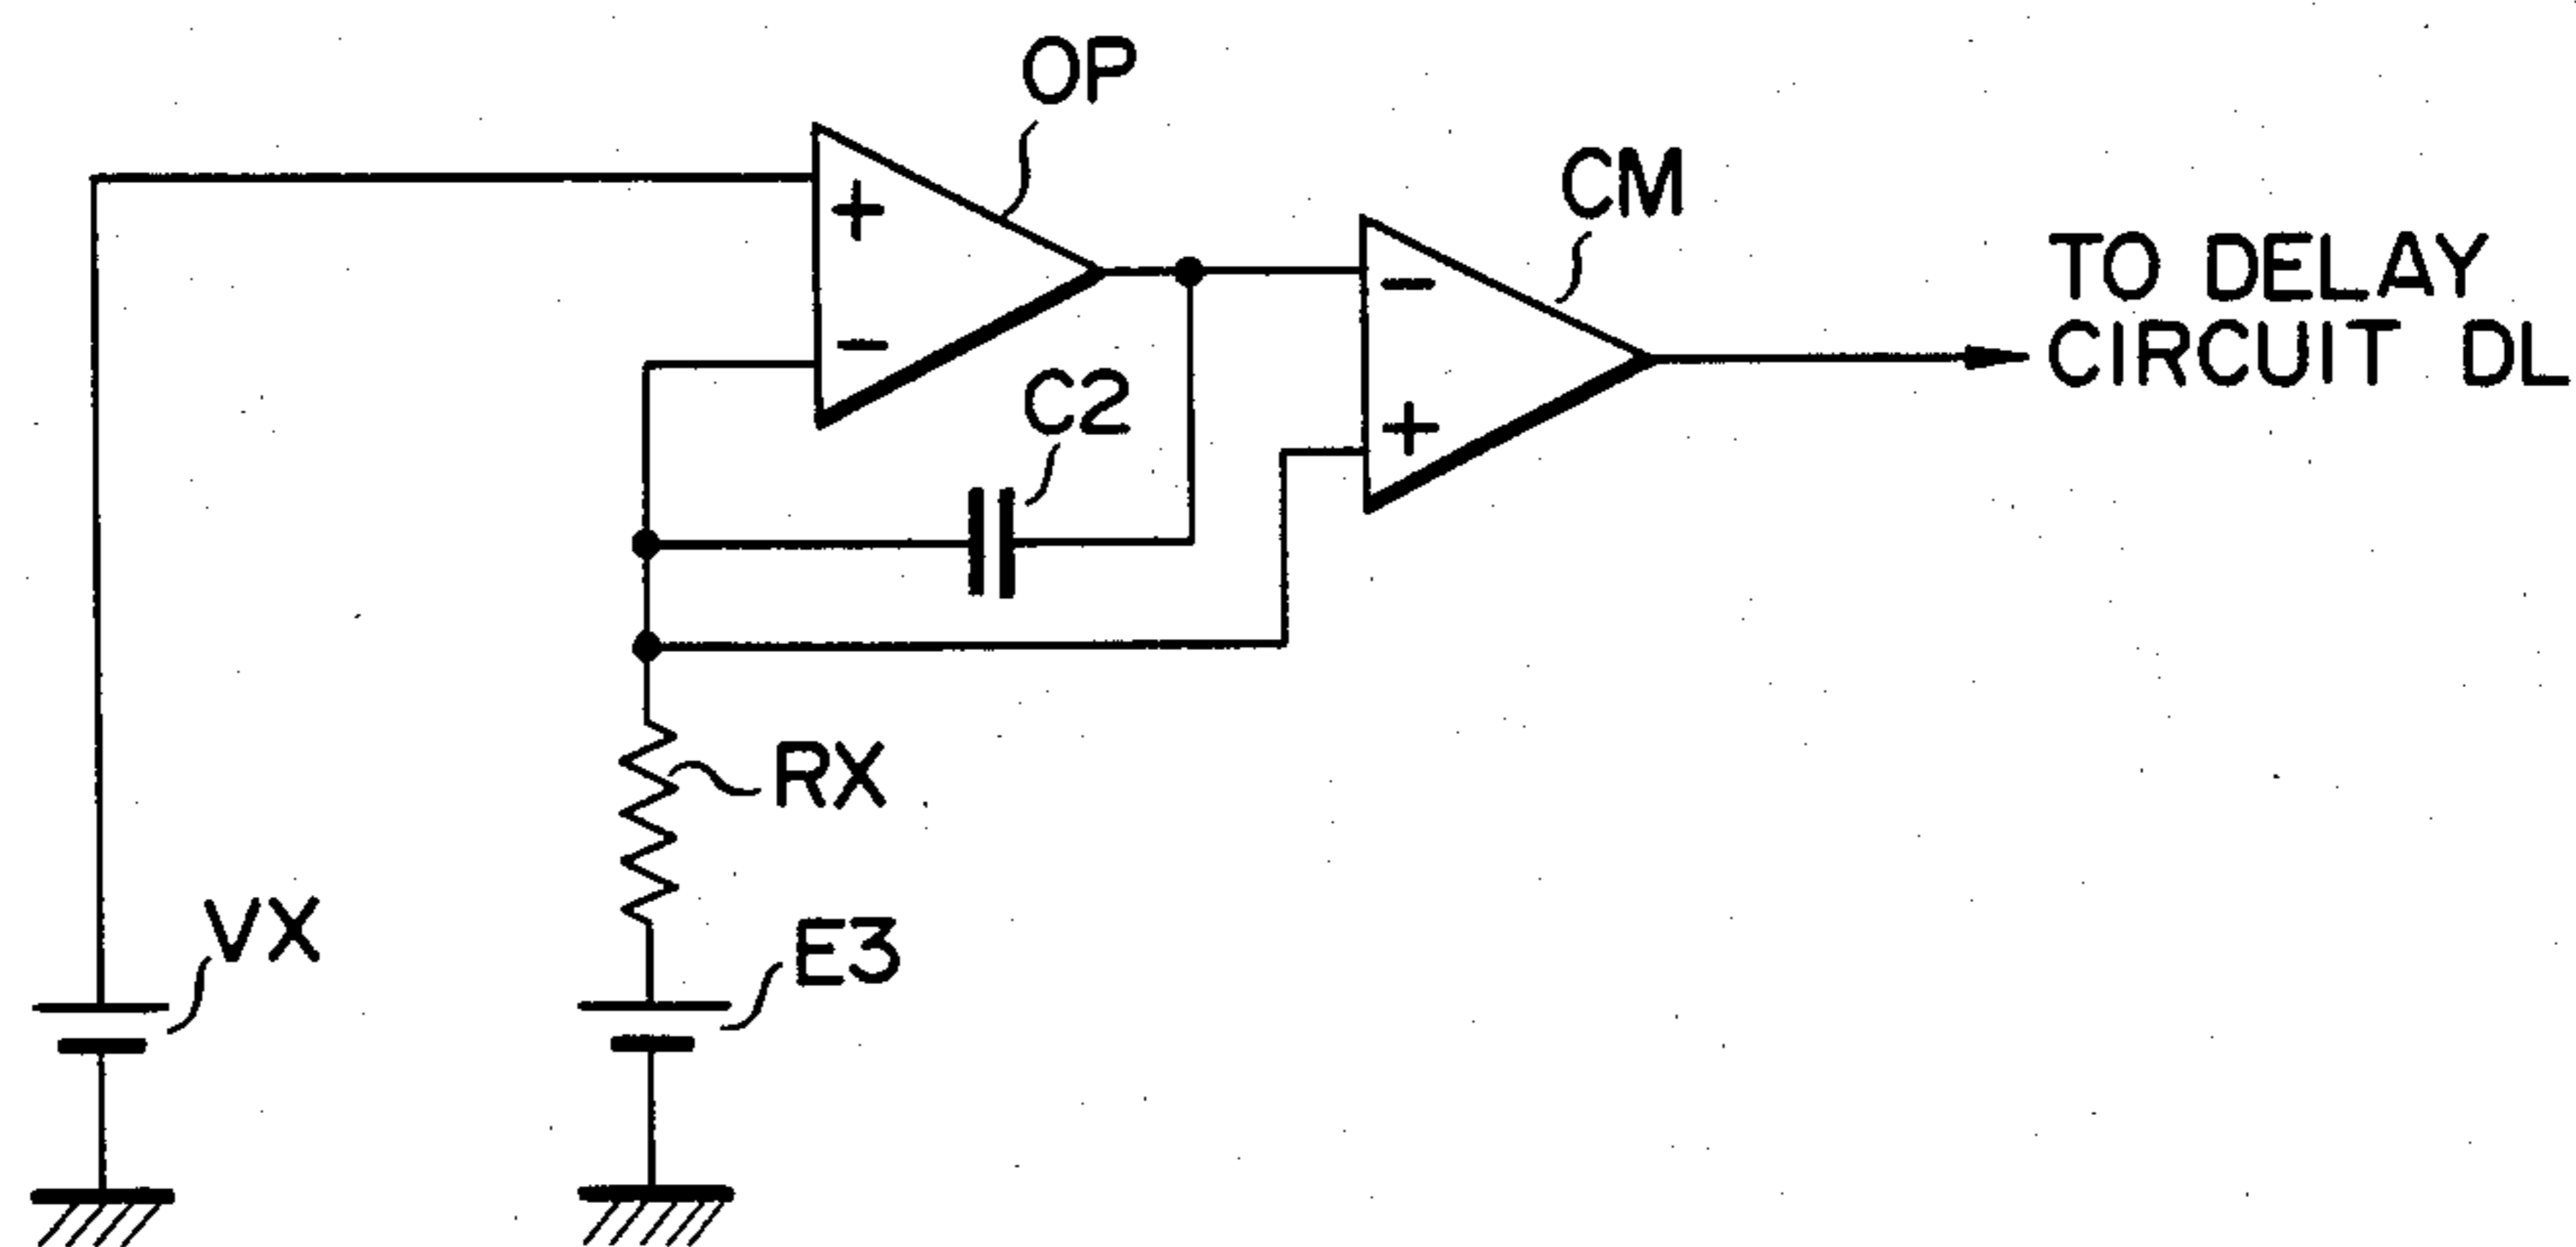 OP
CM
TO DELAY
CIRCUIT DL
+
−
−
+
C2
RX
VX
E3